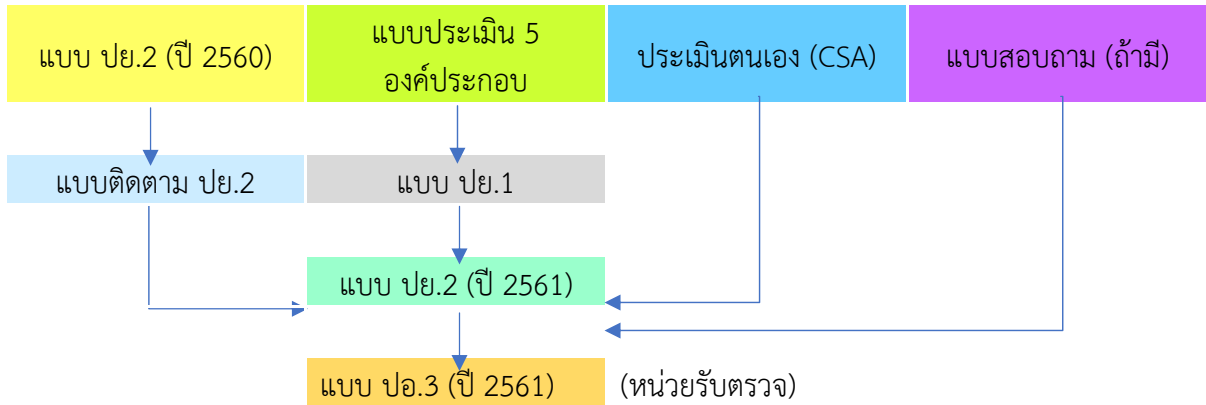 แบบ ปย.2 (ปี 2560)
แบบประเมิน 5
องค์ประกอบ
ประเมินตนเอง (CSA)
แบบสอบถาม (ถ้ามี)
แบบติดตาม ปย.2
แบบ ปย.1
แบบ ปย.2 (ปี 2561)
แบบ ปอ.3 (ปี 2561)
(หน่วยรับตรวจ)